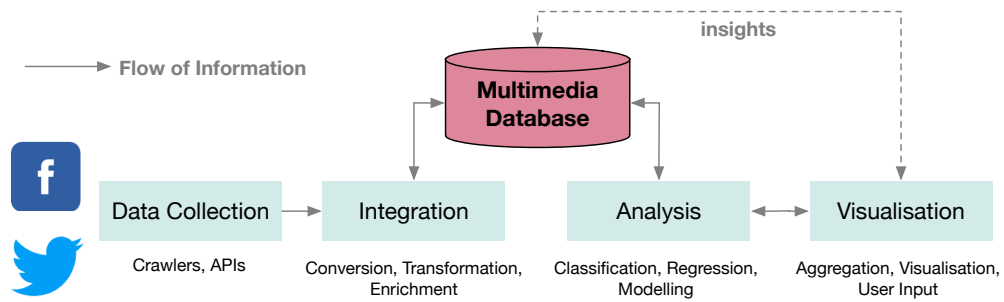 insights
Flow of Information
Multimedia
Database
f
Data Collection
Integration
Analysis
Visualisation
Crawlers, APIs
Conversion, Transformation,
Enrichment
Classification, Regression,
Modelling
Aggregation, Visualisation,
User Input